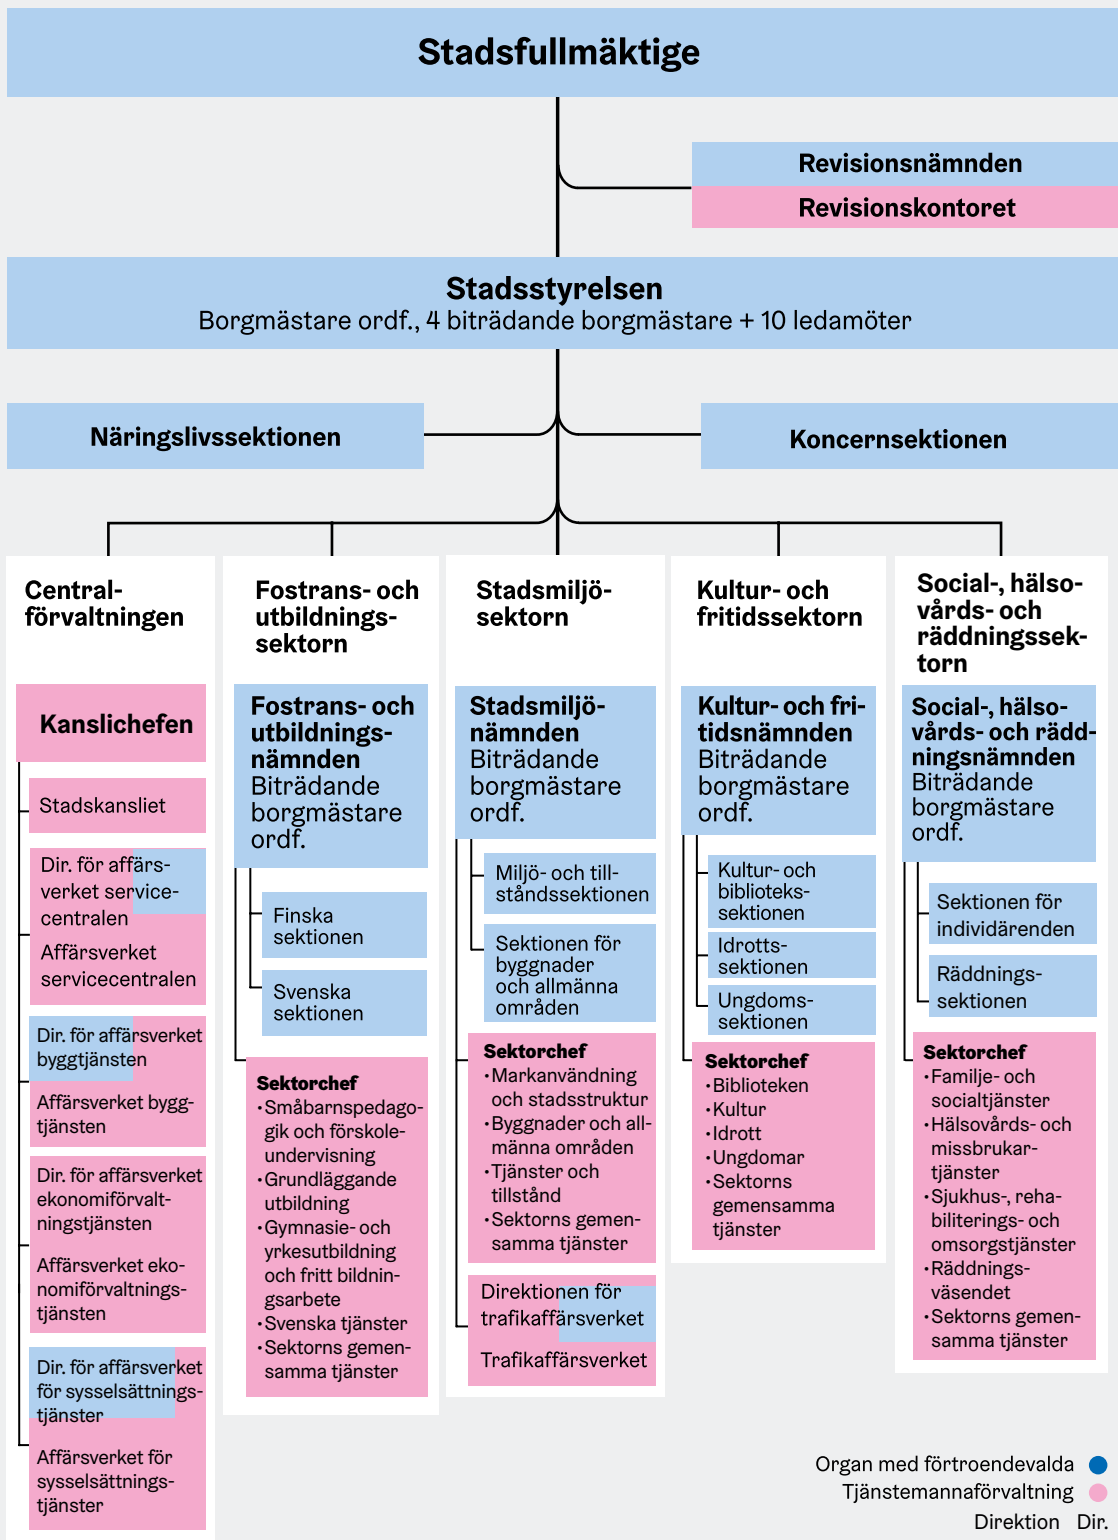 Stadsfullmäktige
Revisionsnämnden
Revisionskontoret
Stadsstyrelsen
Borgmästare ordf., 4 biträdande borgmästare + 10 ledamöter
Näringslivssektionen
Koncernsektionen
Central-
förvaltningen
Kanslichefen
Stadskansliet
Dir. för affärs-
verket service-
centralen
Affärsverket
servicecentralen
Dir. för affärsverket
byggtjänsten
Affärsverket bygg-
tjänsten
Dir. för affärsverket
ekonomiförvalt-
ningstjänsten
Affärsverket eko-
nomiförvaltnings-
tjänsten
Dir. för affärsverket
för sysselsättnings-
tjänster
Affärsverket för
sysselsättnings-
tjänster
Fostrans- och
utbildnings-
sektorn
Fostrans- och
utbildnings-
nämnden
Biträdande
borgmästare
ordf.
Finska
sektionen
Svenska
sektionen
Sektorchef
·Småbarnspedago-
gik och förskole-
undervisning
·Grundläggande
utbildning
·Gymnasie- och
yrkesutbildning
och fritt bildnin-
gsarbete
·Svenska tjänster
·Sektorns gemen-
samma tjänster
Stadsmiljö-
sektorn
Stadsmiljö-
nämnden
Biträdande
borgmästare
ordf.
Miljö- och till-
ståndssektionen
Sektionen för
byggnader
och allmänna
områden
Sektorchef
·Markanvändning
och stadsstruktur
·Byggnader och all-
männa områden
·Tjänster och
tillstånd
·Sektorns gemen-
samma tjänster
Direktionen för
trafikaffärsverket
Trafikaffärsverket
Kultur- och
fritidssektorn
Kultur- och fri-
tidsnämnden
Biträdande
borgmästare
ordf.
Kultur- och
biblioteks-
sektionen
Idrotts-
sektionen
Ungdoms-
sektionen
Sektorchef
·Biblioteken
·Kultur
·Idrott
·Ungdomar
·Sektorns
gemensamma
tjänster
Social-, hälso-
vårds- och
räddningssek-
torn
Social-, hälso-
vårds- och rädd-
ningsnämnden
Biträdande
borgmästare
ordf.
Sektionen för
individärenden
Räddnings-
sektionen
Sektorchef
·Familje- och
socialtjänster
·Hälsovårds- och
missbrukar-
tjänster
·Sjukhus-, reha-
biliterings- och
omsorgstjänster
·Räddnings-
väsendet
·Sektorns gemen-
samma tjänster
Organ med förtroendevalda
Tjänstemannaförvaltning
Direktion Dir.